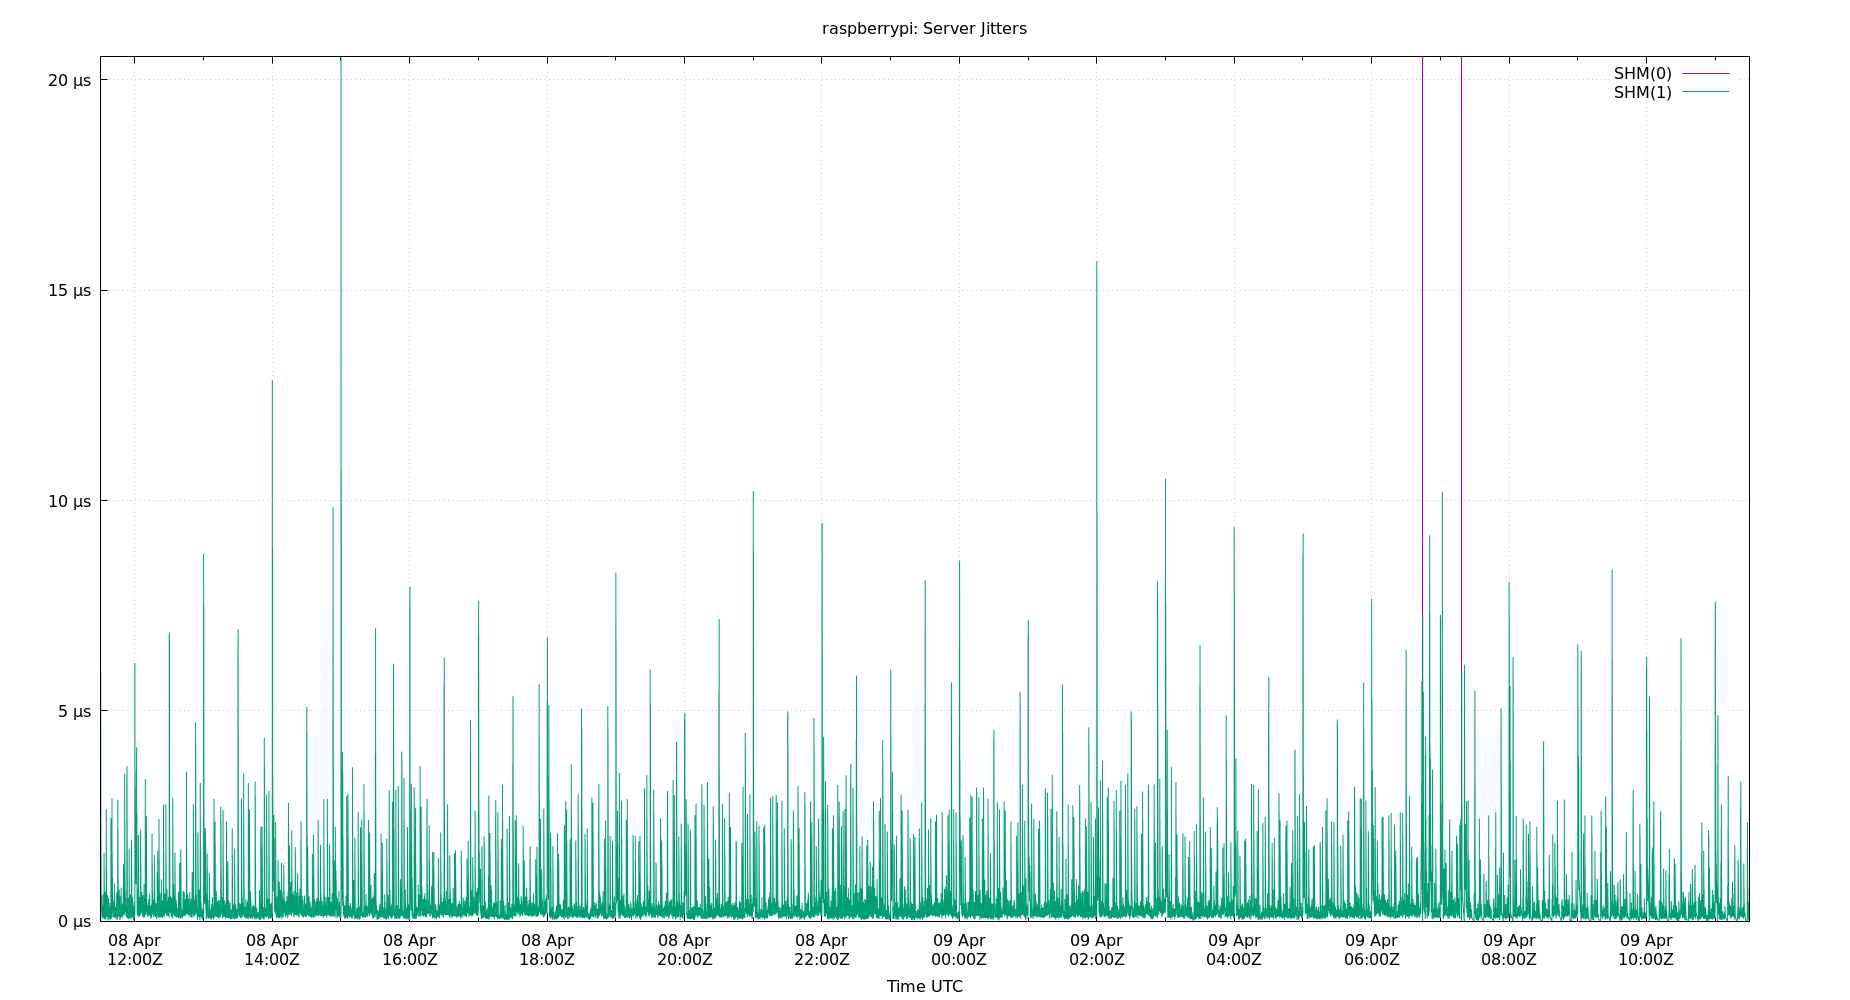 raspberrypi: Server Jitters
SHM(0)
SHM(1)
20 µs
15 µs
10 µs
5 µs
0 µs
08 Apr 08 Apr 08 Apr 08 Apr 08 Apr 08 Apr 09 Apr 09 Apr 09 Apr 09 Apr 09 Apr 09 Apr
12:00Z 14:00Z 16:00Z 18:00Z 20:00Z 22:00Z 00:00Z 02:00Z 04:00Z 06:00Z 08:00Z 10:00Z
Time UTC